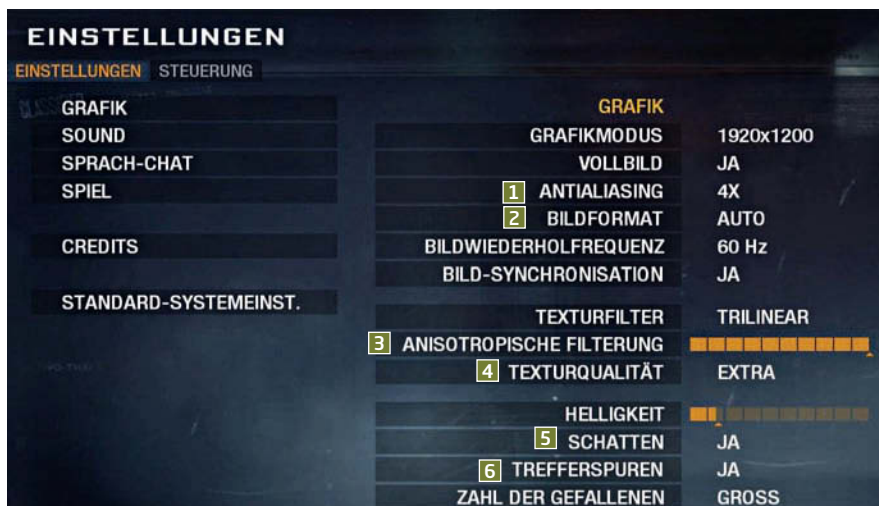 EINSTELLUNGEN
EINSTELLUNGEN STEUERUNG
GRAFIK
SOUND
SPRACH-CHAT
SPIEL
CREDITS
STANDARD-SYSTEMEINST.
GRAFIK
GRAFIKMODUS 1920x1200
VOLLBILD JA
1 ANTIALIASING 4X
2 BILDFORMAT AUTO
BILDWIEDERHOLFREQUENZ 60 Hz
BILD-SYNCHRONISATION JA
TEXTURFILTER TRILINEAR
3 ANISOTROPISCHE FILTERUNG
4 TEXTURQUALITÄT EXTRA
HELLIGKEIT
5 SCHATTEN JA
6 TREFFERSPUREN JA
ZAHL DER GEFALLENEN GROSS